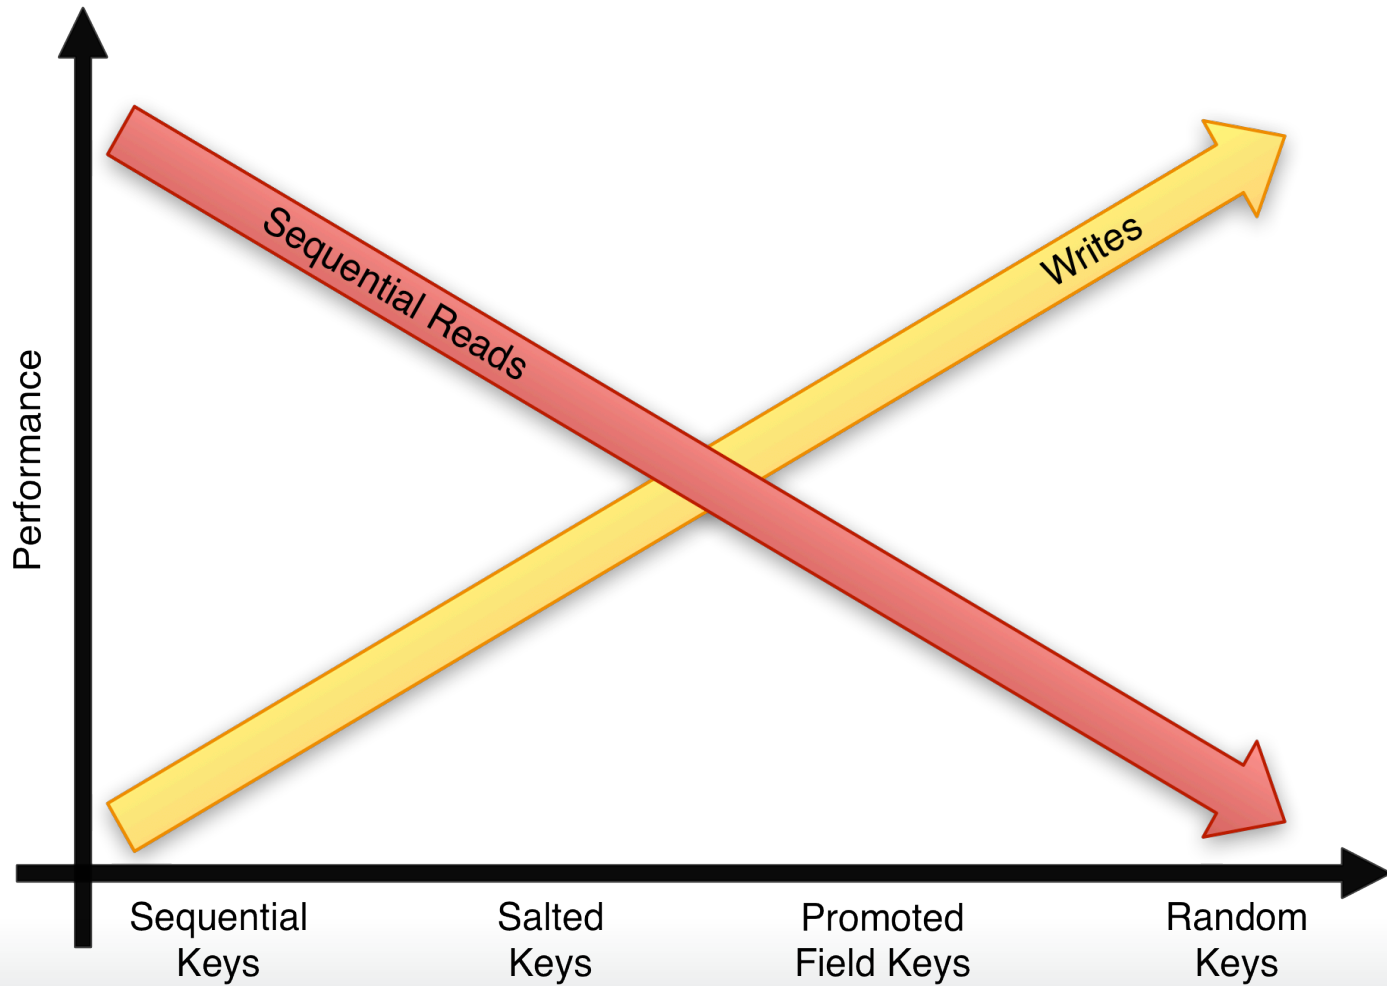 Performance
Sequential Reads
Writes
Sequential
Keys
Salted
Keys
Promoted
Field Keys
Random
Keys